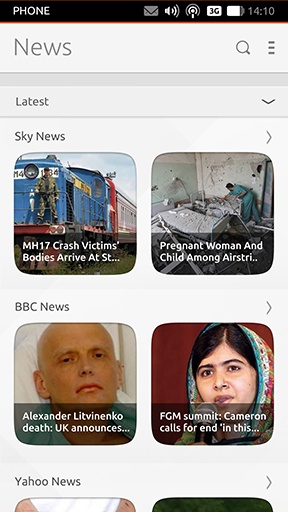 PHONE 3G 14:10
News
Latest
Sky News
MH17 Crash Victims'
Bodies Arrive At St...
Pregnant Woman And
Child Among Airstri..
BBC News
Alexander Litvinenko
death: UK announces...
FGM summit: Cameron
calls for end 'in this...
Yahoo News